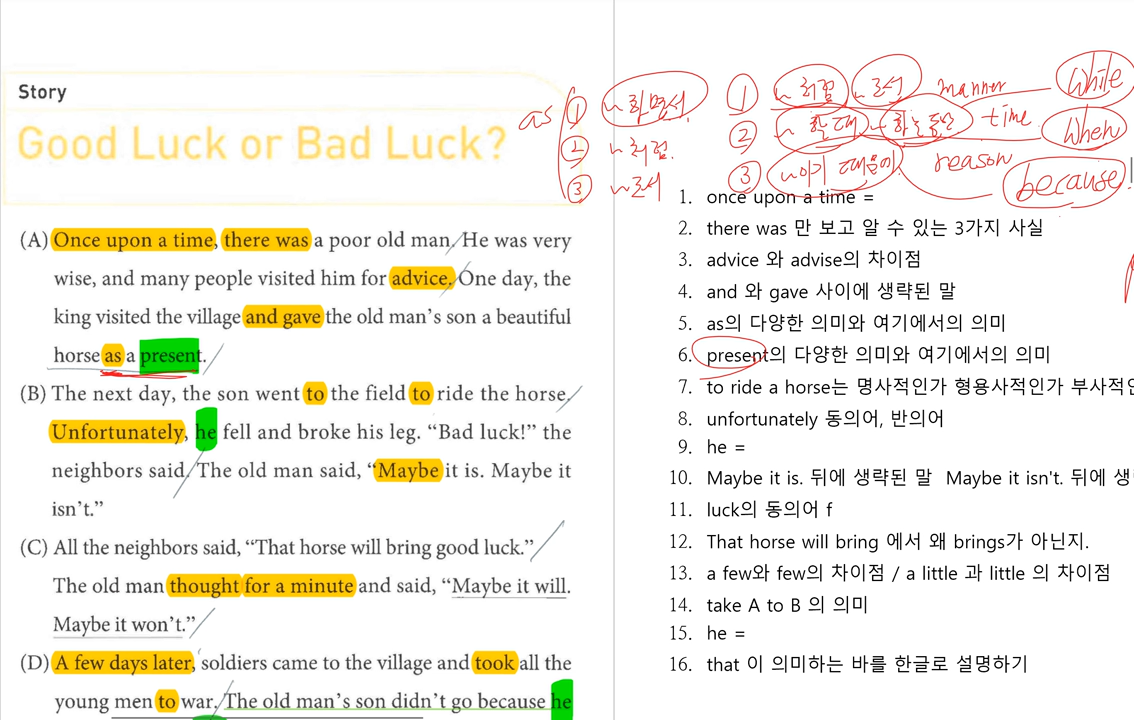 Story
Good Luck or Bad Luck?
(A) Once upon a time, there was a poor old man. He was very
wise, and many people visited him for advice. One day, the
king visited the village and gave the old man's son a beautiful
horse as a present.
(B) The next day, the son went to the field to ride the horse.
Unfortunately, he fell and broke his leg. “Bad luck!” the
neighbors said. The old man said, “Maybe it is. Maybe it
isn't.”
(C) All the neighbors said, “That horse will bring good luck.”
The old man thought for a minute and said, “Maybe it will.
Maybe it won't.”
(D) A few days later, soldiers came to the village and took all the
young men to war. The old man's son didn't go because he
as ① ~하면서
② ~처럼
③ ~로서
① ~처럼 ~로서 manner while
② ~할때 ~하는동안 time when
③ ~이기 때문에 reason because!
1. once upon a time =
2. there was 만 보고 알 수 있는 3가지 사실
3. advice 와 advise의 차이점
4. and 와 gave 사이에 생략된 말
5. as의 다양한 의미와 여기에서의 의미
6. present의 다양한 의미와 여기에서의 의미
7. to ride a horse는 명사적인가 형용사적인가 부사적인
8. unfortunately 동의어, 반의어
9. he =
10. Maybe it is. 뒤에 생략된 말 Maybe it isn't. 뒤에 생
11. luck의 동의어 f
12. That horse will bring 에서 왜 brings가 아닌지.
13. a few와 few의 차이점 / a little 과 little 의 차이점
14. take A to B 의 의미
15. he =
16. that 이 의미하는 바를 한글로 설명하기